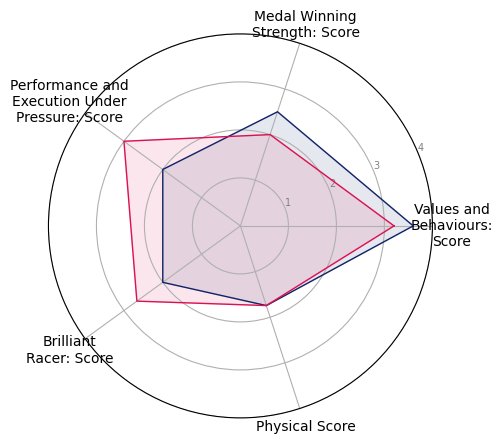 Medal Winning
Strength: Score
Performance and
Execution Under
Pressure: Score
4
3
2
1
Values and
Behaviours:
Score
Brilliant
Racer: Score
Physical Score